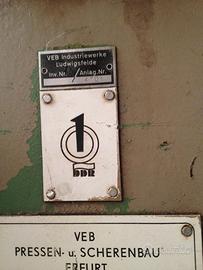 VEB Industriewerke
Ludwigsfelde
Inv. Nr. / Anlag. Nr.
1
DDR
VEB
PRESSEN- u. SCHERENBAU
ERFURT